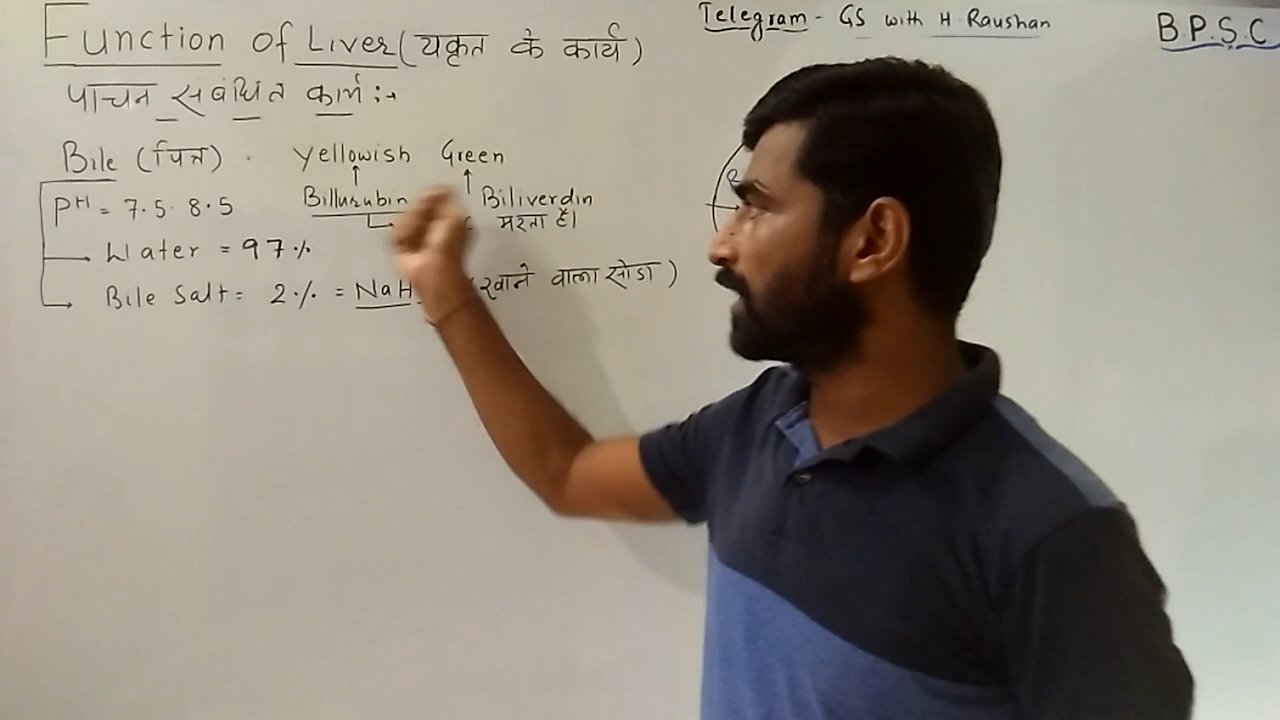 Function of Liver (यकृत के कार्य)
Telegram - GS with H. Raushan
B.P.S.C
पाचन संबंधित कार्य :→
Bile (पित्त) . Yellowish Green
Billurubin Biliverdin
PH = 7.5 8.5
मरता है।
→ Water = 97%
→ Bile Salt = 2% = NaH (खाने वाला सोडा)